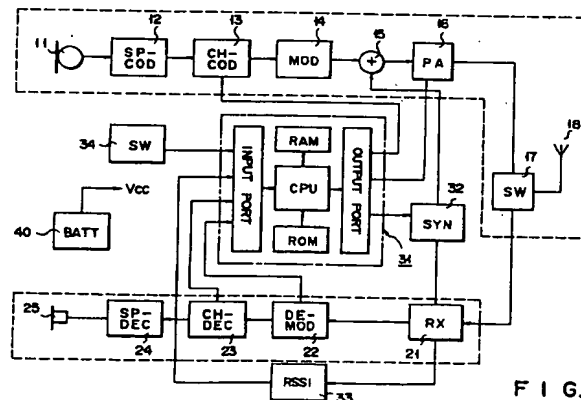 12
13
14
15
16
11
SP-
COD
CH-
COD
MOD
+
PA
18
17
SW
34
SW
INPUT PORT
RAM
CPU
ROM
OUTPUT PORT
31
32
SYN
Vcc
40
BATT
25
SP-
DEC
24
CH-
DEC
23
DE-
MOD
22
RX
21
RSSI
33
FIG.